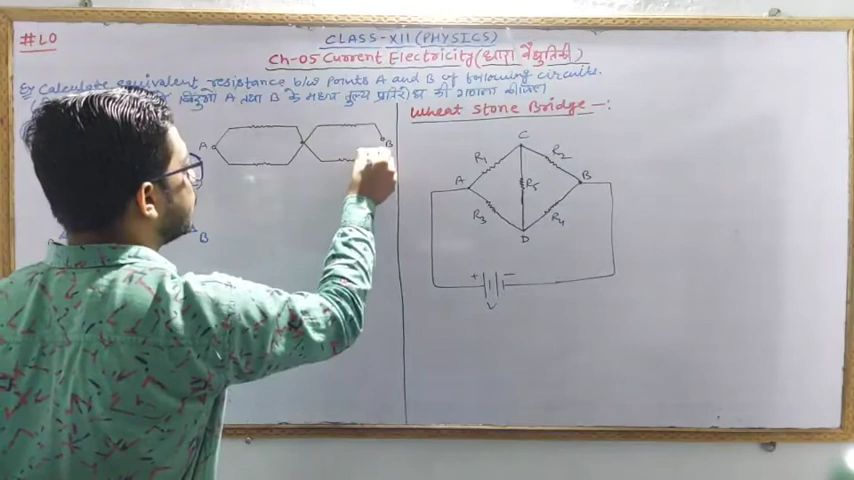 #L0
CLASS-XII (PHYSICS)
Ch-05 Current Electricity (धारा वैद्युतिकी)
Ex Calculate equivalent resistance b/w points A and B of following circuits.
बिंदुओं A तथा B के मध्य तुल्य प्रतिरोध की गणना कीजिए
Wheat Stone Bridge -:
A
B
B
C
R1
R2
A
R5
B
R3
R4
D
+
-
V